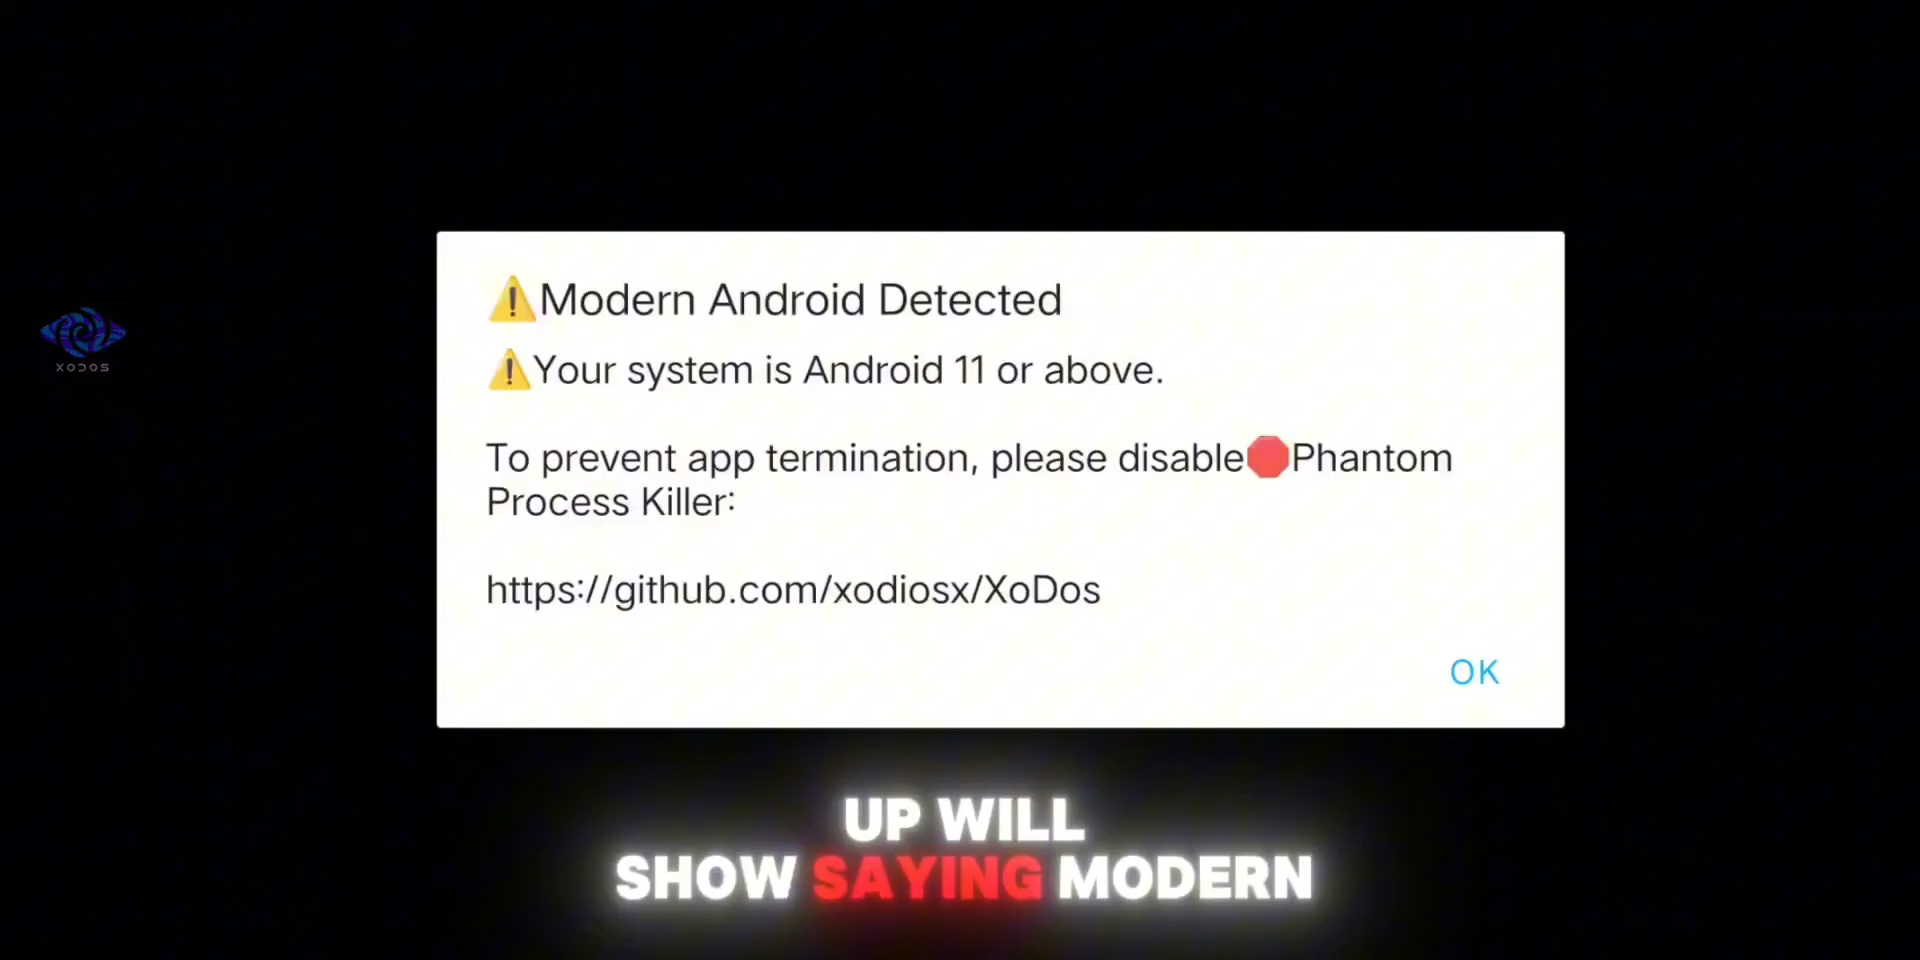 ⚠️Modern Android Detected
⚠️Your system is Android 11 or above.
To prevent app termination, please disable🛑Phantom
Process Killer:
https://github.com/xodiosx/XoDos
OK
XODOS
UP WILL
SHOW SAYING MODERN